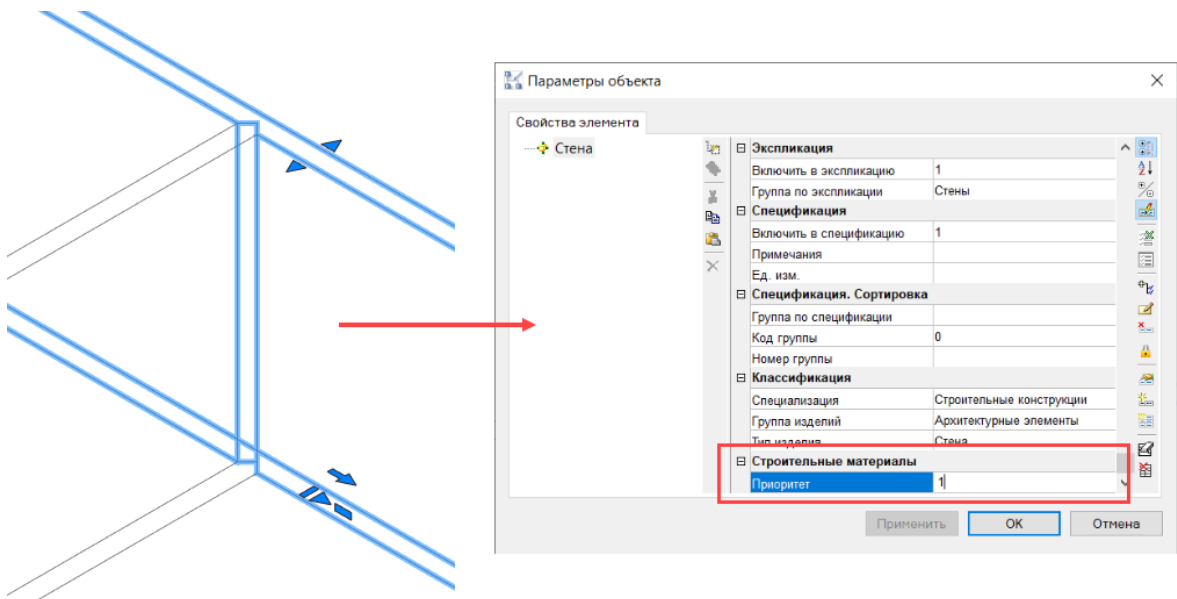 Параметры объекта
Свойства элемента
Стена
Экспликация
Включить в экспликацию 1
Группа по экспликации Стены
Спецификация
Включить в спецификацию 1
Примечания
Ед. изм.
Спецификация. Сортировка
Группа по спецификации
Код группы 0
Номер группы
Классификация
Специализация Строительные конструкции
Группа изделий Архитектурные элементы
Тип изделия Стена
Строительные материалы
Приоритет 1
Применить ОК Отмена